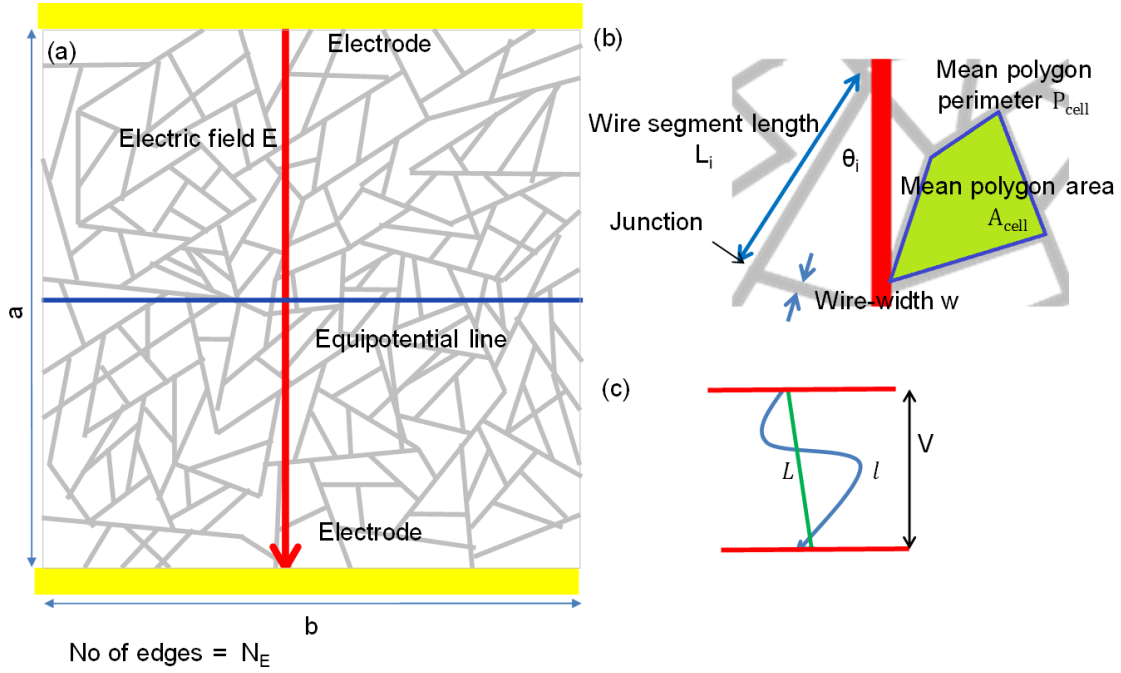 (a)
Electrode
Electric field E
Equipotential line
Electrode
a
b
No of edges = N_E
(b)
Mean polygon
perimeter P_cell
Wire segment length
L_i
θ_i
Mean polygon area
A_cell
Junction
Wire-width w
(c)
L
l
V